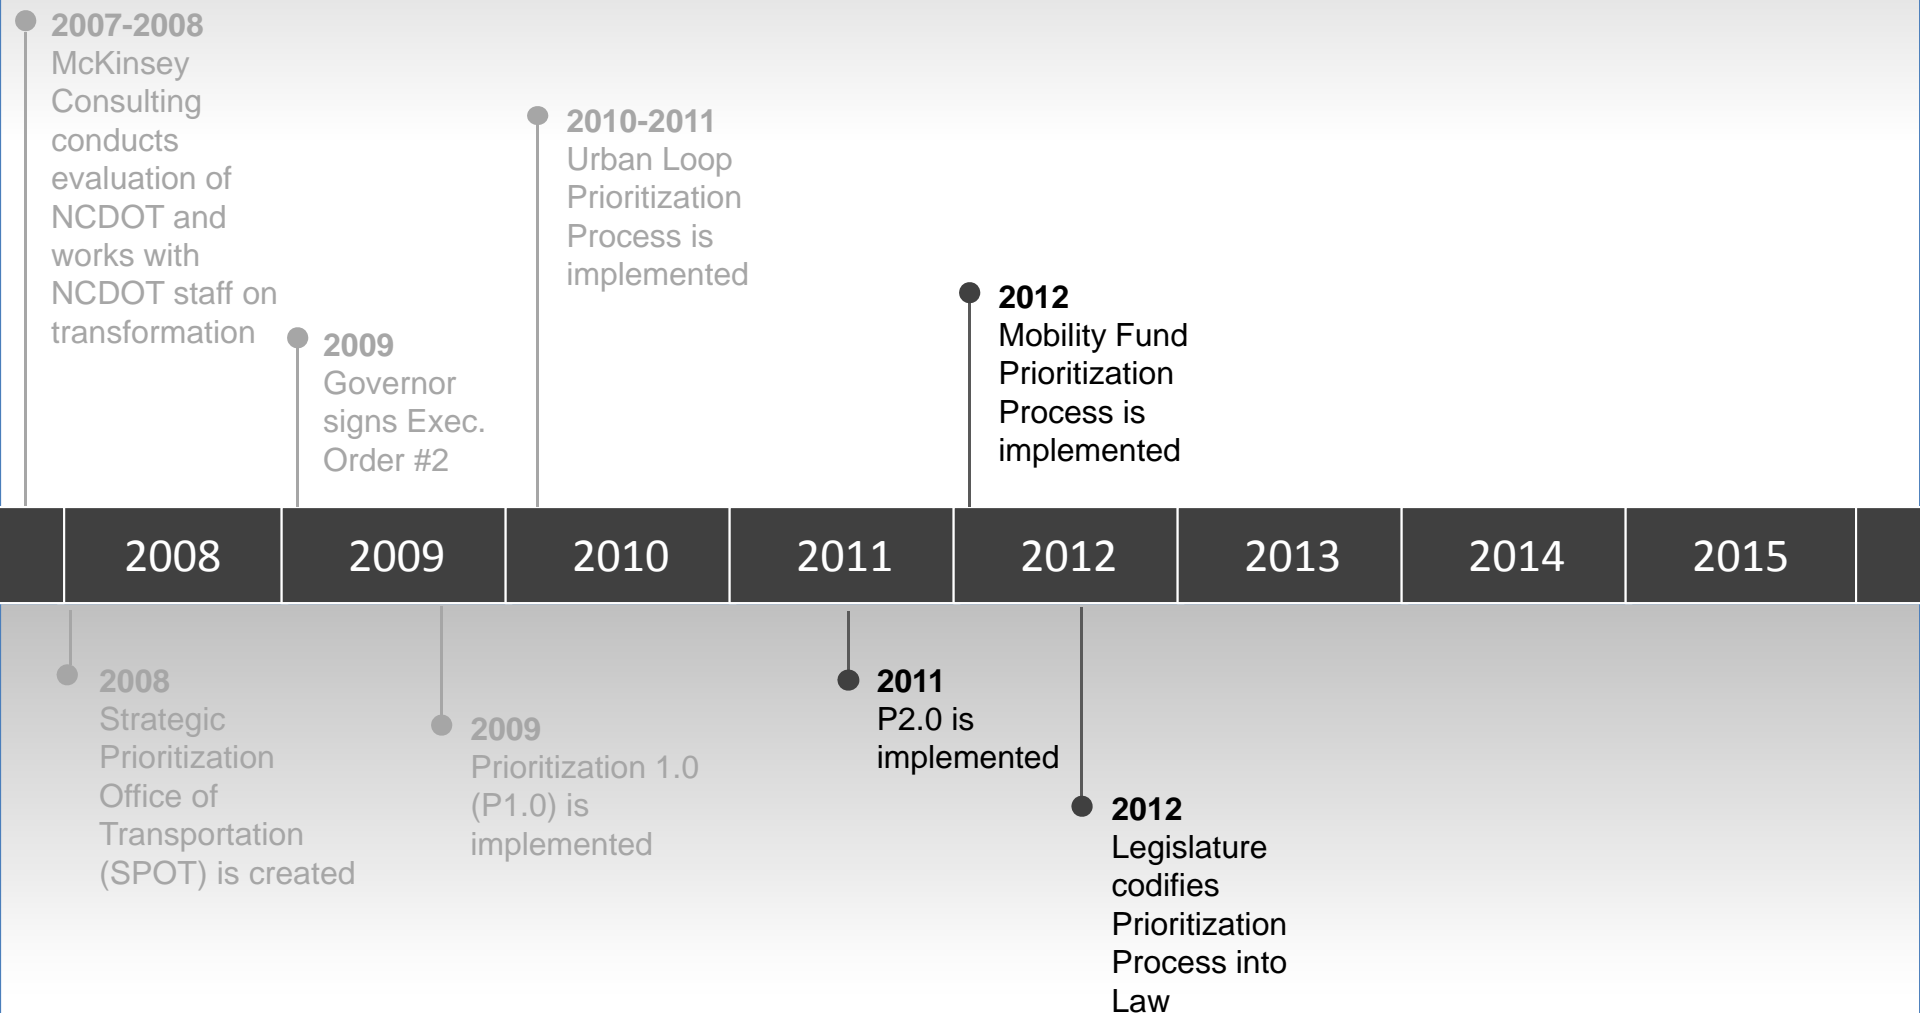 2007-2008
McKinsey
Consulting
conducts
evaluation of
NCDOT and
works with
NCDOT staff on
transformation
2009
Governor
signs Exec.
Order #2
2010-2011
Urban Loop
Prioritization
Process is
implemented
2012
Mobility Fund
Prioritization
Process is
implemented
2008
2009
2010
2011
2012
2013
2014
2015
2008
Strategic
Prioritization
Office of
Transportation
(SPOT) is created
2009
Prioritization 1.0
(P1.0) is
implemented
2011
P2.0 is
implemented
2012
Legislature
codifies
Prioritization
Process into
Law